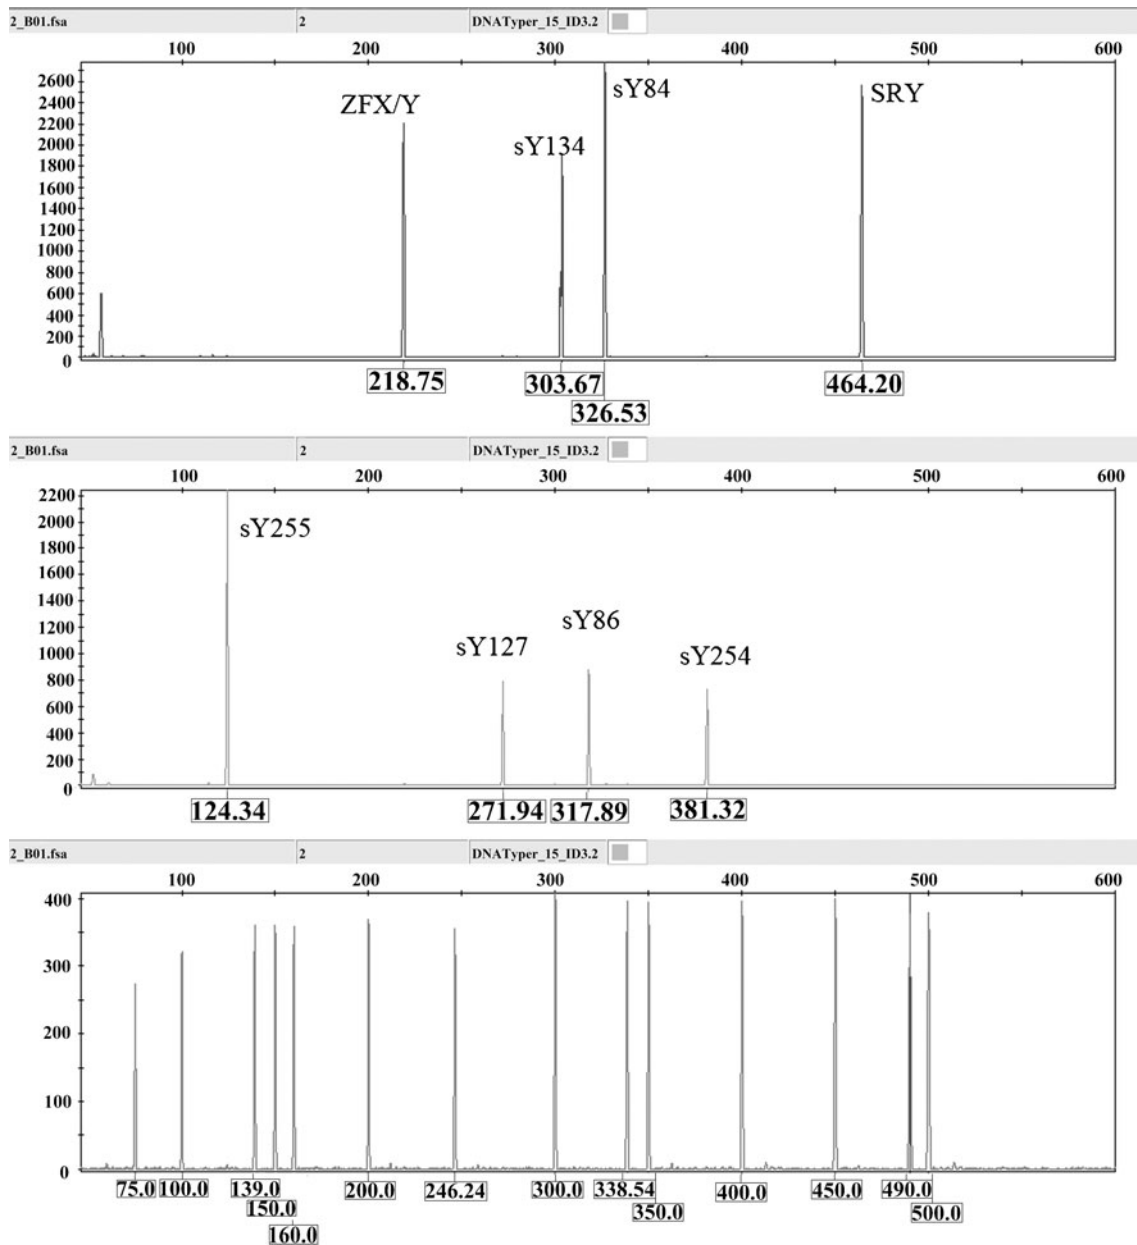 2_B01.fsa 2 DNATyper_15_ID3.2
100 200 300 400 500 600
2600
2400
2200
2000
1800
1600
1400
1200
1000
800
600
400
200
0
ZFX/Y
sY134
sY84
SRY
218.75 303.67 464.20
326.53
2_B01.fsa 2 DNATyper_15_ID3.2
100 200 300 400 500 600
2200
2000
1800
1600
1400
1200
1000
800
600
400
200
0
sY255
sY127
sY86
sY254
124.34 271.94 317.89 381.32
2_B01.fsa 2 DNATyper_15_ID3.2
100 200 300 400 500 600
400
300
200
100
0
75.0 100.0 139.0 200.0 246.24 300.0 338.54 400.0 450.0 490.0
150.0 350.0 500.0
160.0